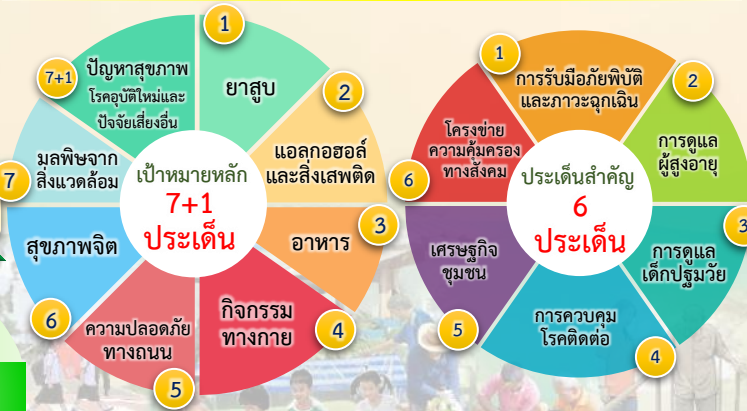 เป้าหมายหลัก
7+1
ประเด็น
1
ยาสูบ
2
แอลกอฮอล์
และสิ่งเสพติด
3
อาหาร
4
กิจกรรม
ทางกาย
5
ความปลอดภัย
ทางถนน
6
สุขภาพจิต
7
มลพิษจาก
สิ่งแวดล้อม
7+1
ปัญหาสุขภาพ
โรคอุบัติใหม่และ
ปัจจัยเสี่ยงอื่น
ประเด็นสำคัญ
6
ประเด็น
1
การรับมือภัยพิบัติ
และภาวะฉุกเฉิน
2
การดูแล
ผู้สูงอายุ
3
การดูแล
เด็กปฐมวัย
4
การควบคุม
โรคติดต่อ
5
เศรษฐกิจ
ชุมชน
6
โครงข่าย
ความคุ้มครอง
ทางสังคม